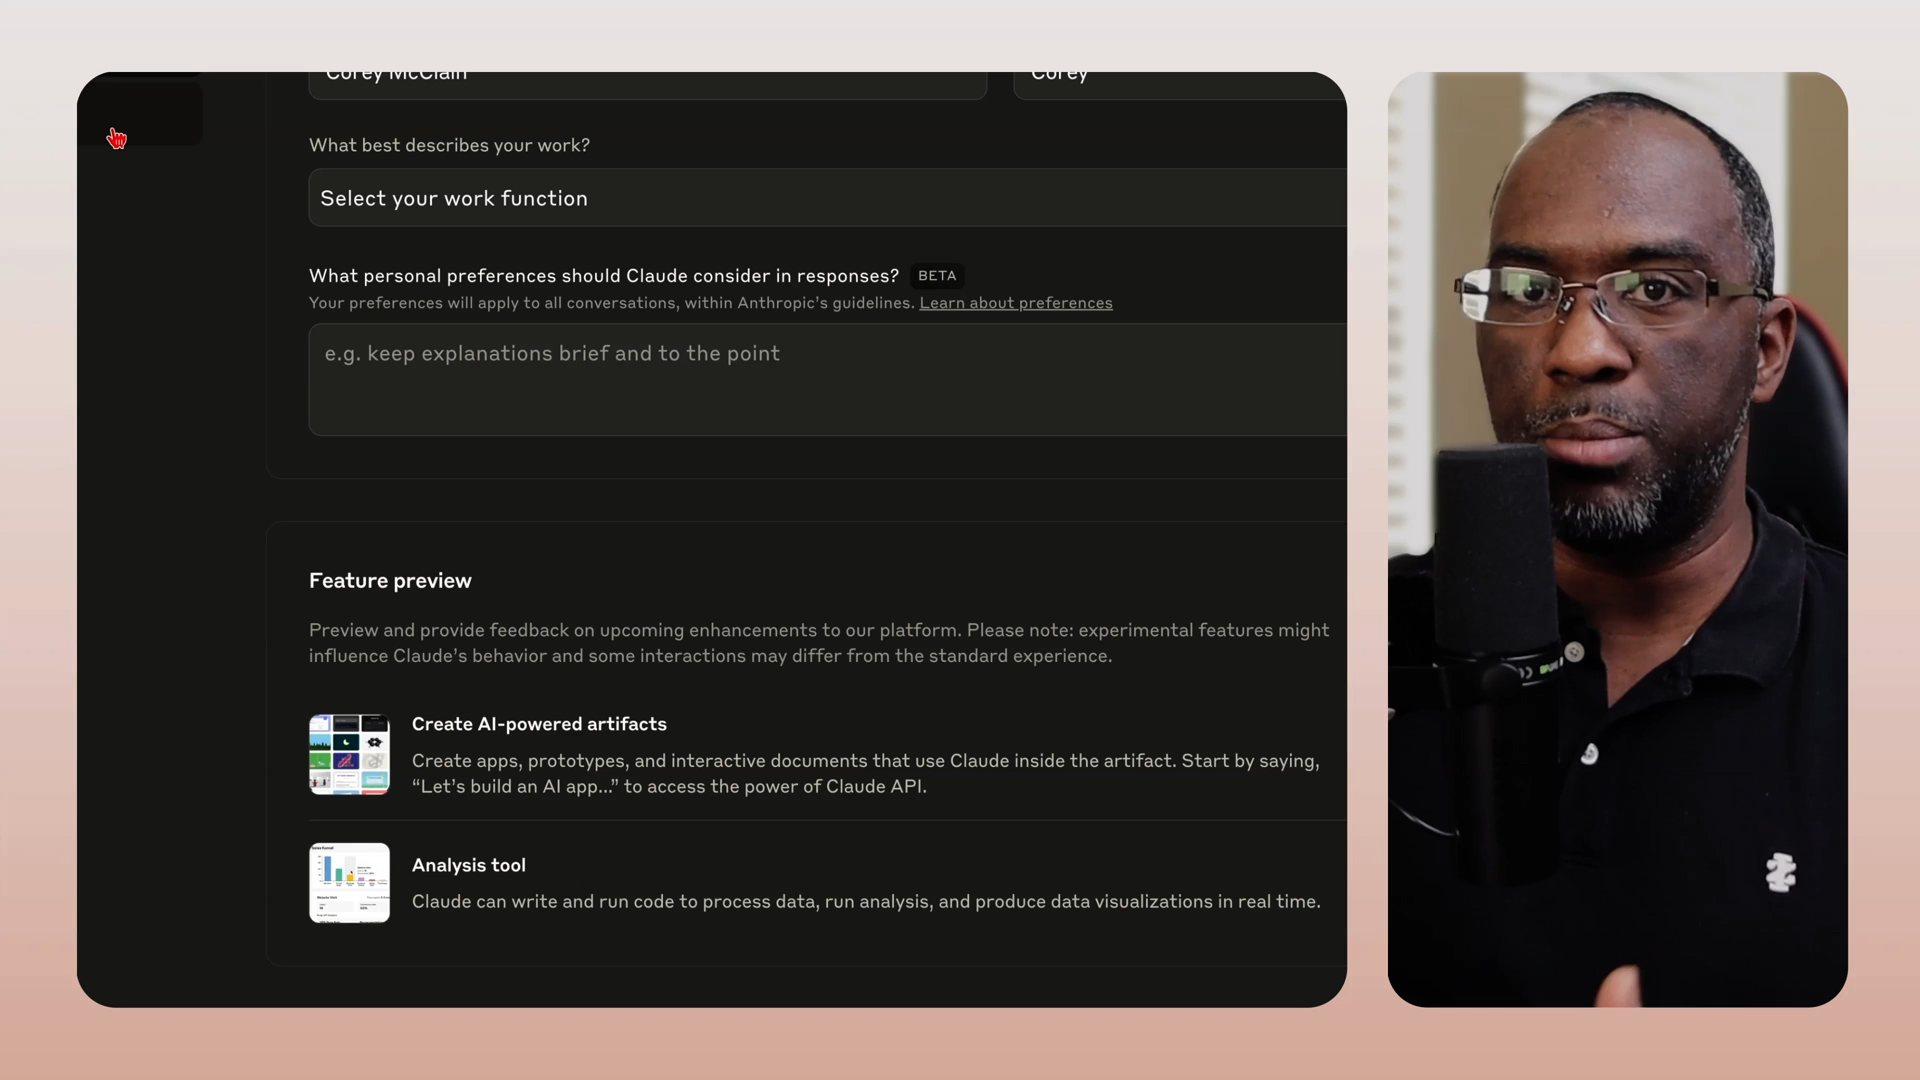 Corey McClain
Corey
What best describes your work?
Select your work function
What personal preferences should Claude consider in responses? BETA
Your preferences will apply to all conversations, within Anthropic’s guidelines. Learn about preferences
e.g. keep explanations brief and to the point
Feature preview
Preview and provide feedback on upcoming enhancements to our platform. Please note: experimental features might
influence Claude’s behavior and some interactions may differ from the standard experience.
Create AI-powered artifacts
Create apps, prototypes, and interactive documents that use Claude inside the artifact. Start by saying,
“Let’s build an AI app...” to access the power of Claude API.
Analysis tool
Claude can write and run code to process data, run analysis, and produce data visualizations in real time.